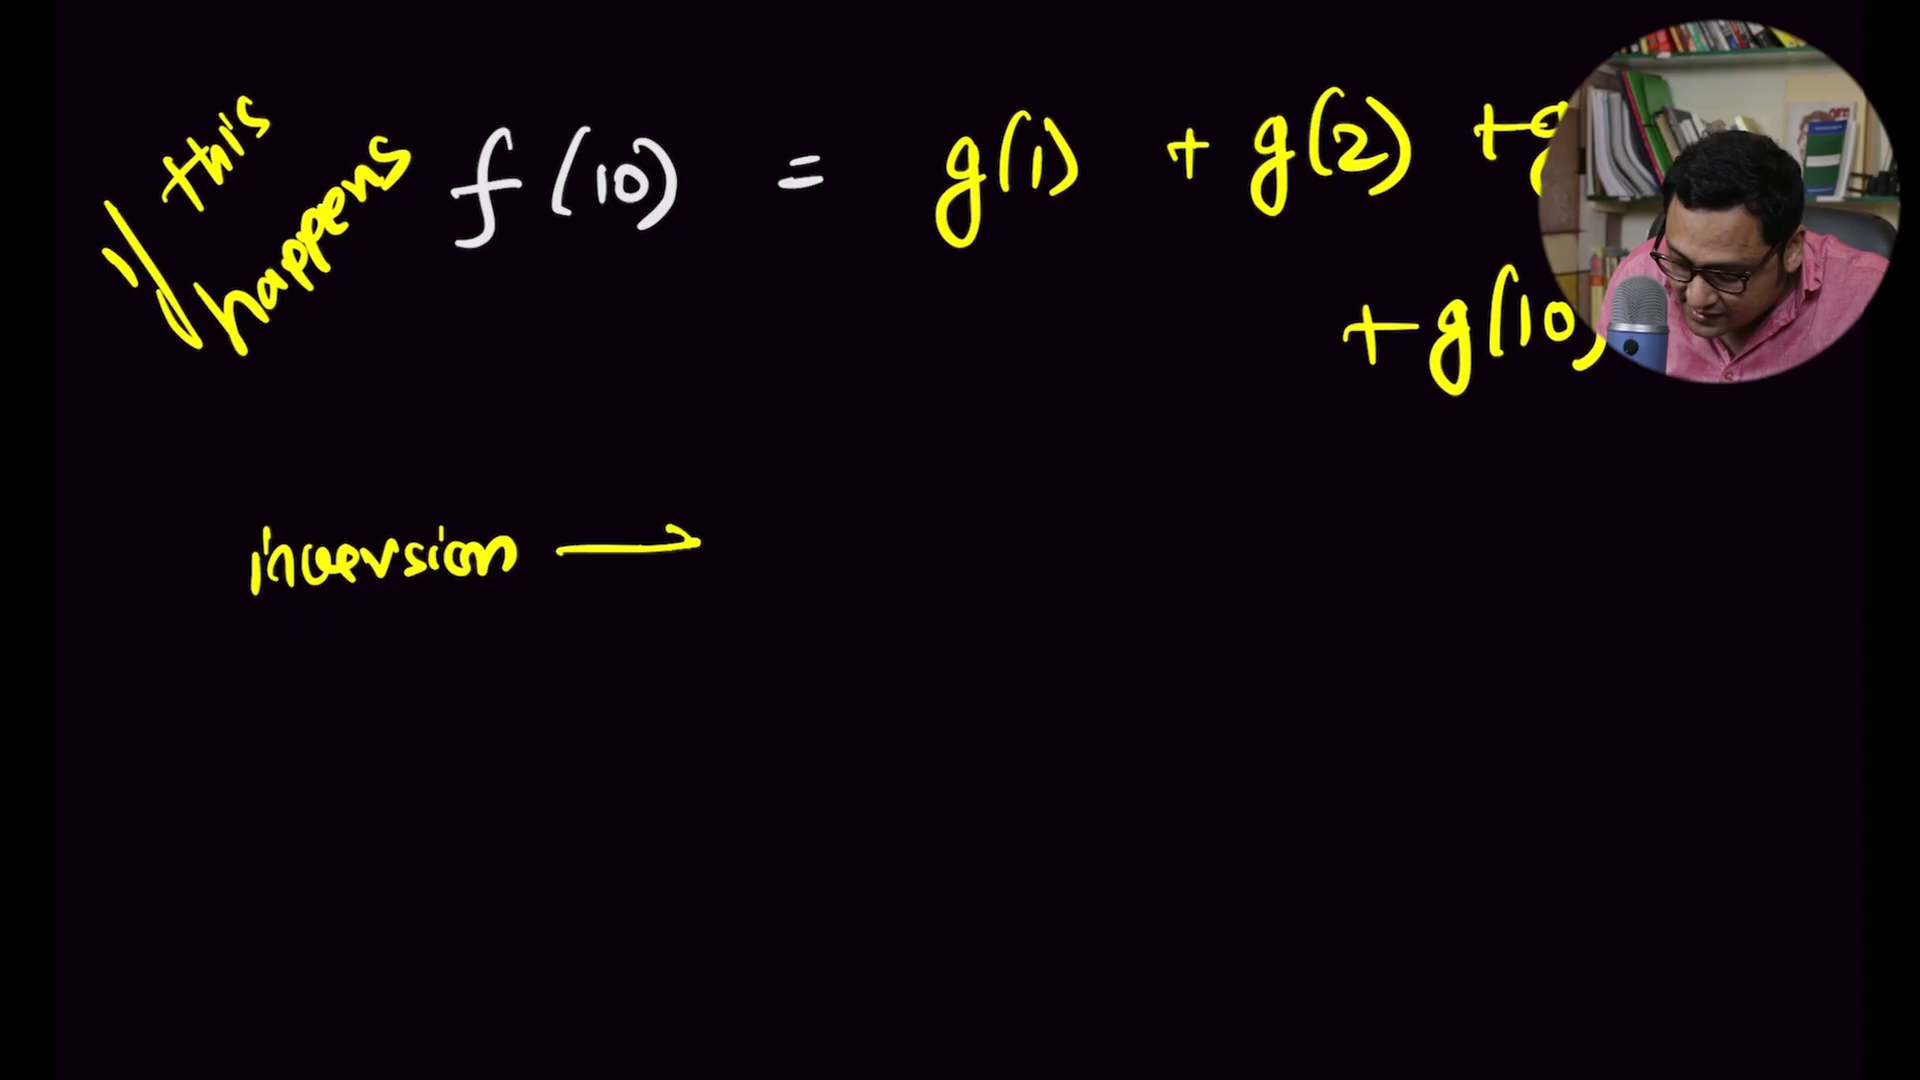 if this happens f(10) = g(1) + g(2) + g
+ g(10)
inversion →